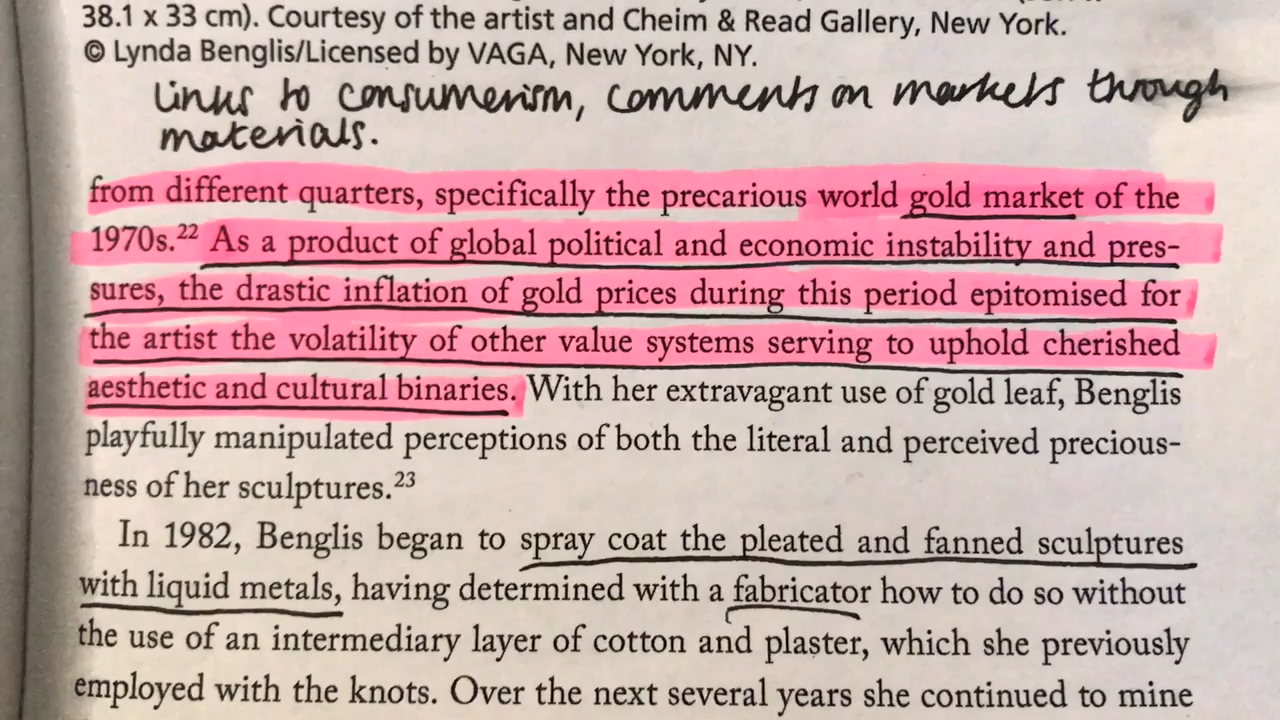 38.1 x 33 cm). Courtesy of the artist and Cheim & Read Gallery, New York.
© Lynda Benglis/Licensed by VAGA, New York, NY.
Links to consumerism, comments on markets through
materials.
from different quarters, specifically the precarious world gold market of the
1970s.²² As a product of global political and economic instability and pres-
sures, the drastic inflation of gold prices during this period epitomised for
the artist the volatility of other value systems serving to uphold cherished
aesthetic and cultural binaries. With her extravagant use of gold leaf, Benglis
playfully manipulated perceptions of both the literal and perceived precious-
ness of her sculptures.²³
In 1982, Benglis began to spray coat the pleated and fanned sculptures
with liquid metals, having determined with a fabricator how to do so without
the use of an intermediary layer of cotton and plaster, which she previously
employed with the knots. Over the next several years she continued to mine